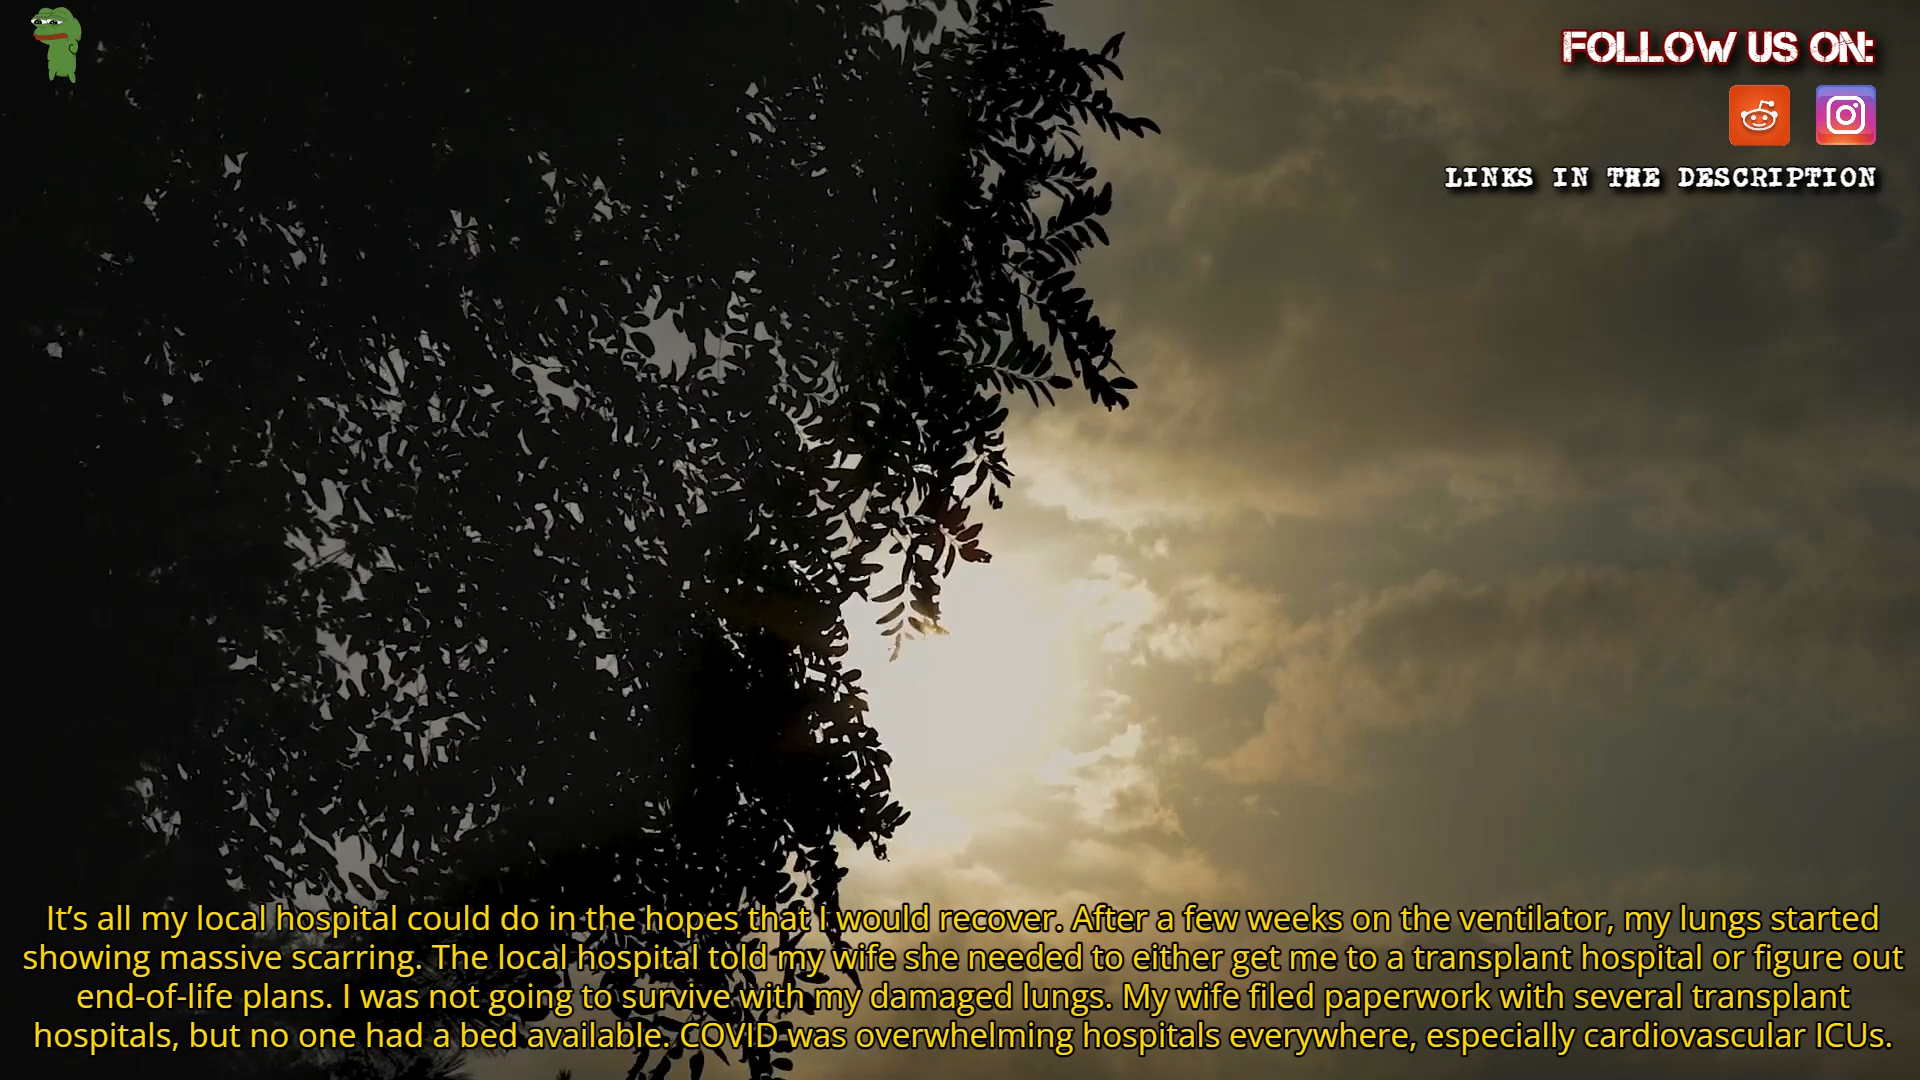 FOLLOW US ON:
LINKS IN THE DESCRIPTION
It’s all my local hospital could do in the hopes that I would recover. After a few weeks on the ventilator, my lungs started
showing massive scarring. The local hospital told my wife she needed to either get me to a transplant hospital or figure out
end-of-life plans. I was not going to survive with my damaged lungs. My wife filed paperwork with several transplant
hospitals, but no one had a bed available. COVID was overwhelming hospitals everywhere, especially cardiovascular ICUs.